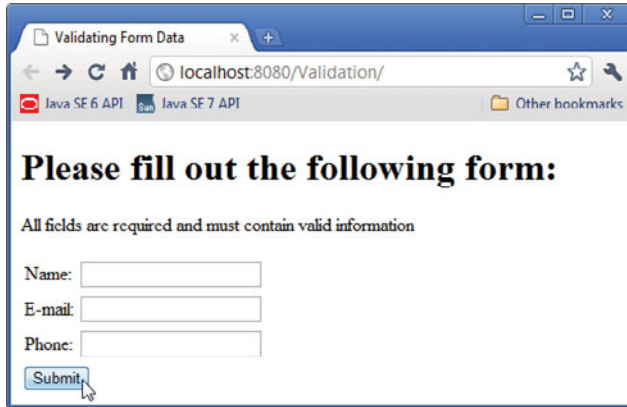 Validating Form Data
localhost:8080/Validation/
Java SE 6 API Sun Java SE 7 API Other bookmarks
Please fill out the following form:
All fields are required and must contain valid information
Name:
E-mail:
Phone:
Submit